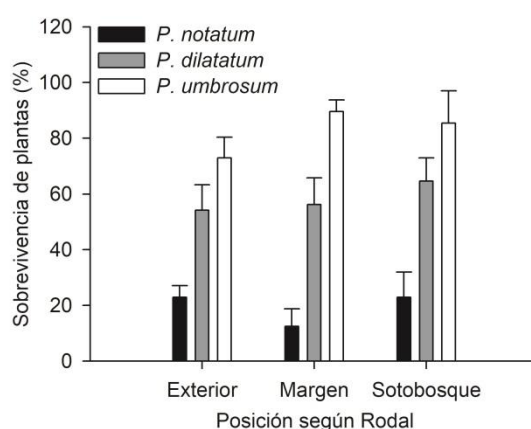 Sobrevivencia de plantas (%)
120
100
80
60
40
20
0
P. notatum
P. dilatatum
P. umbrosum
Exterior Margen Sotobosque
Posición según Rodal